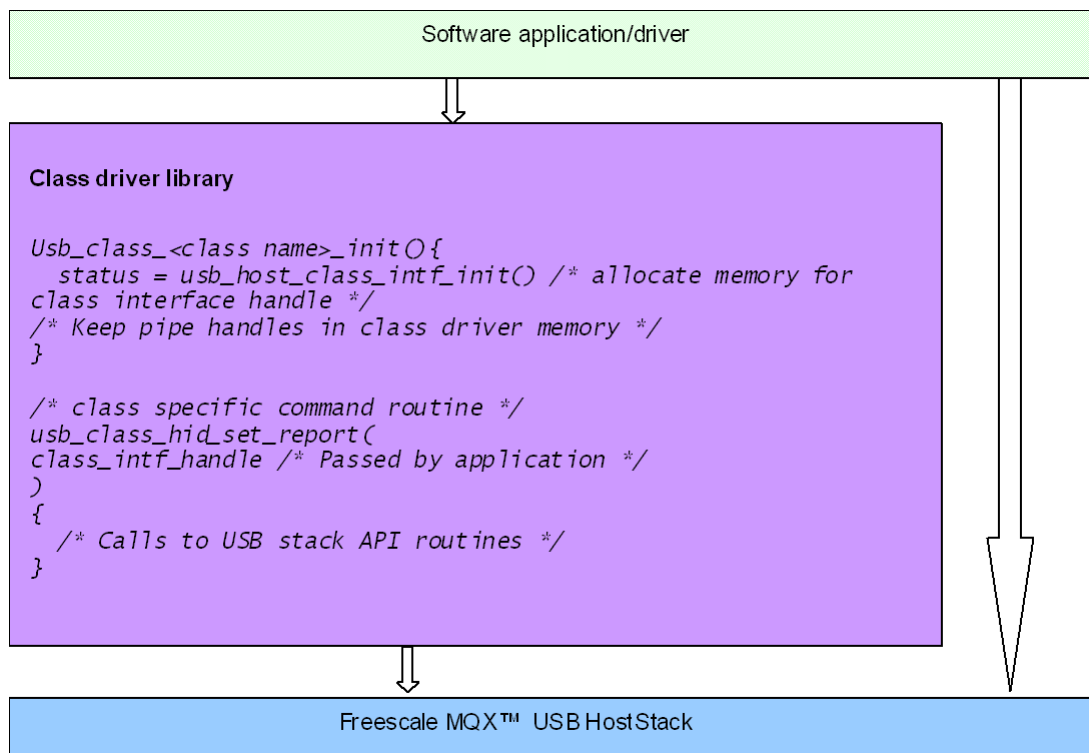 Software application/driver
Class driver library
Usb_class_<class name>_init(){
status = usb_host_class_intf_init() /* allocate memory for
class interface handle */
/* Keep pipe handles in class driver memory */
}
/* class specific command routine */
usb_class_hid_set_report(
class_intf_handle /* Passed by application */
)
{
/* Calls to USB stack API routines */
}
Freescale MQX™ USB HostStack